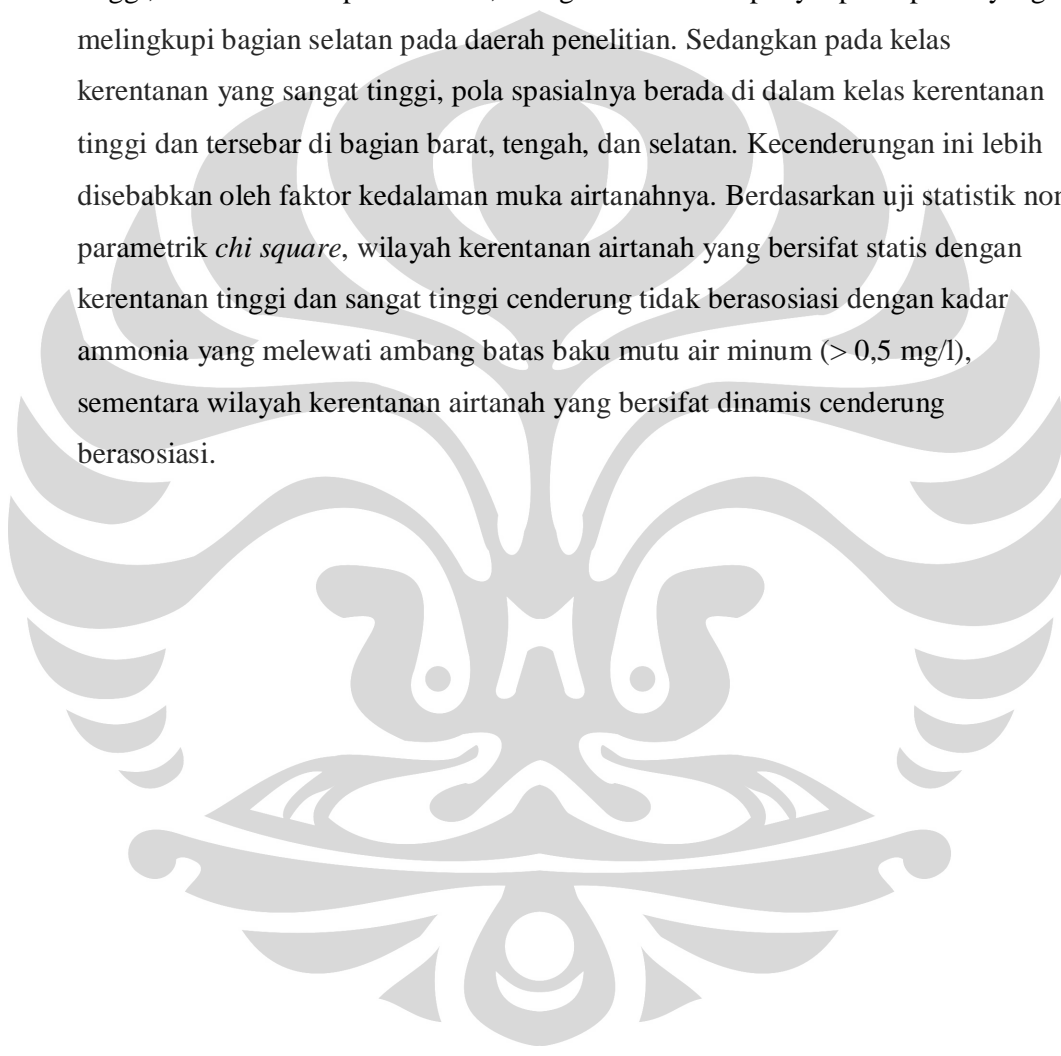 melingkupi bagian selatan pada daerah penelitian. Sedangkan pada kelas
kerentanan yang sangat tinggi, pola spasialnya berada di dalam kelas kerentanan
tinggi dan tersebar di bagian barat, tengah, dan selatan. Kecenderungan ini lebih
disebabkan oleh faktor kedalaman muka airtanahnya. Berdasarkan uji statistik non
parametrik chi square, wilayah kerentanan airtanah yang bersifat statis dengan
kerentanan tinggi dan sangat tinggi cenderung tidak berasosiasi dengan kadar
ammonia yang melewati ambang batas baku mutu air minum (> 0,5 mg/l),
sementara wilayah kerentanan airtanah yang bersifat dinamis cenderung
berasosiasi.